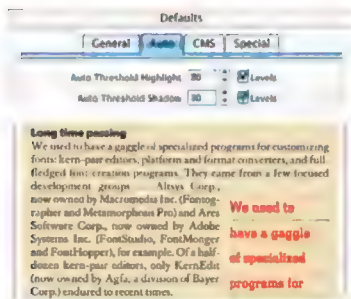 Defaults
General Auto CMS Special
Auto Threshold Highlight 20 Levels
Auto Threshold Shadow 30 Levels
Long time passing
We used to have a gaggle of specialized programs for customizing
fonts: kern-pair editors, platform and format converters, and full
fledged font creation programs. They came from a few focused
development groups Altsys Corp.,
now owned by Macromedia Inc. (Fontog-
rapher and Metamorphosis Pro) and Ares
Software Corp., now owned by Adobe
Systems Inc. (FontStudio, FontMonger
and FontHopper), for example. Of a half-
dozen kern-pair editors, only KernEdit
(now owned by Agfa, a division of Bayer
Corp.) endured to recent times.
We used to
have a gaggle
of specialized
programs for